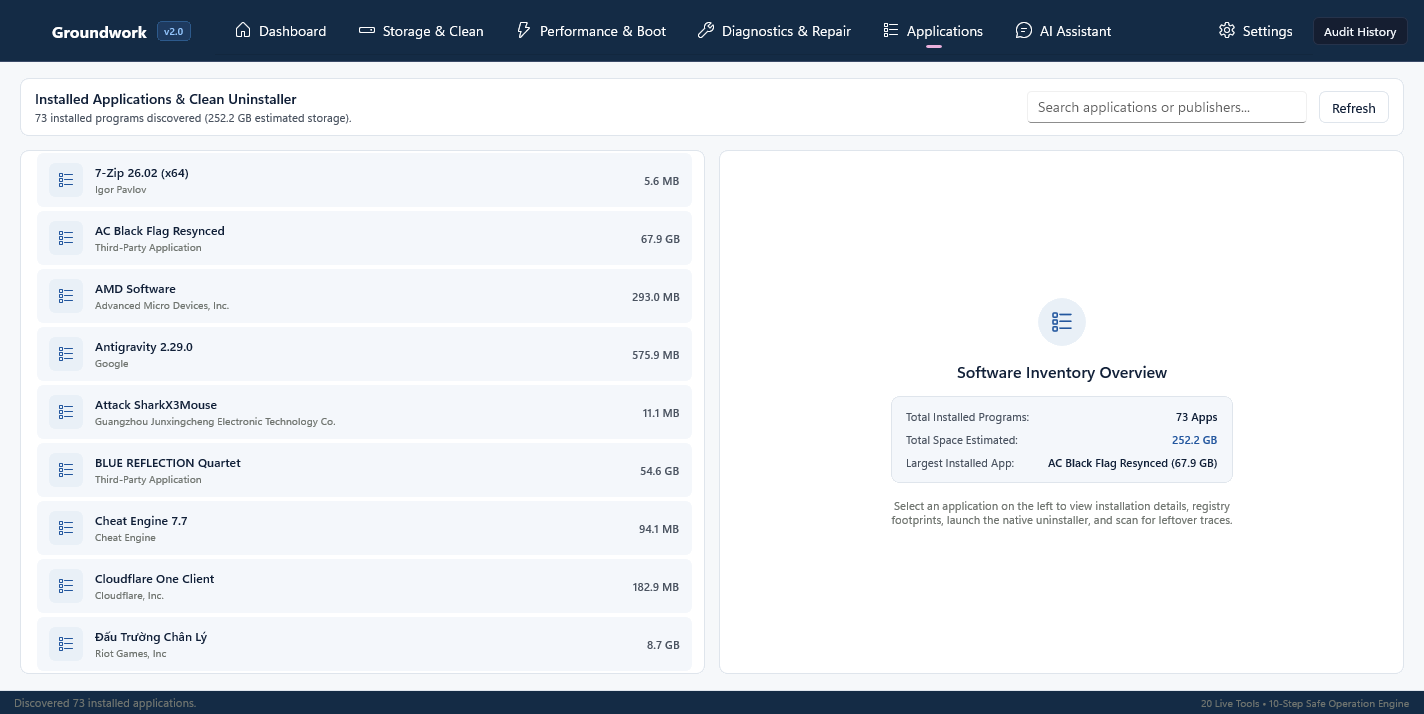 Groundwork v2.0 Dashboard Storage & Clean Performance & Boot Diagnostics & Repair Applications AI Assistant Settings Audit History
Installed Applications & Clean Uninstaller
73 installed programs discovered (252.2 GB estimated storage).
Search applications or publishers...
Refresh
7-Zip 26.02 (x64)
Igor Pavlov
5.6 MB
AC Black Flag Resynced
Third-Party Application
67.9 GB
AMD Software
Advanced Micro Devices, Inc.
293.0 MB
Antigravity 2.29.0
Google
575.9 MB
Attack SharkX3Mouse
Guangzhou Junxingcheng Electronic Technology Co.
11.1 MB
BLUE REFLECTION Quartet
Third-Party Application
54.6 GB
Cheat Engine 7.7
Cheat Engine
94.1 MB
Cloudflare One Client
Cloudflare, Inc.
182.9 MB
Đấu Trường Chân Lý
Riot Games, Inc
8.7 GB
Software Inventory Overview
Total Installed Programs: 73 Apps
Total Space Estimated: 252.2 GB
Largest Installed App: AC Black Flag Resynced (67.9 GB)
Select an application on the left to view installation details, registry
footprints, launch the native uninstaller, and scan for leftover traces.
Discovered 73 installed applications.
20 Live Tools • 10-Step Safe Operation Engine